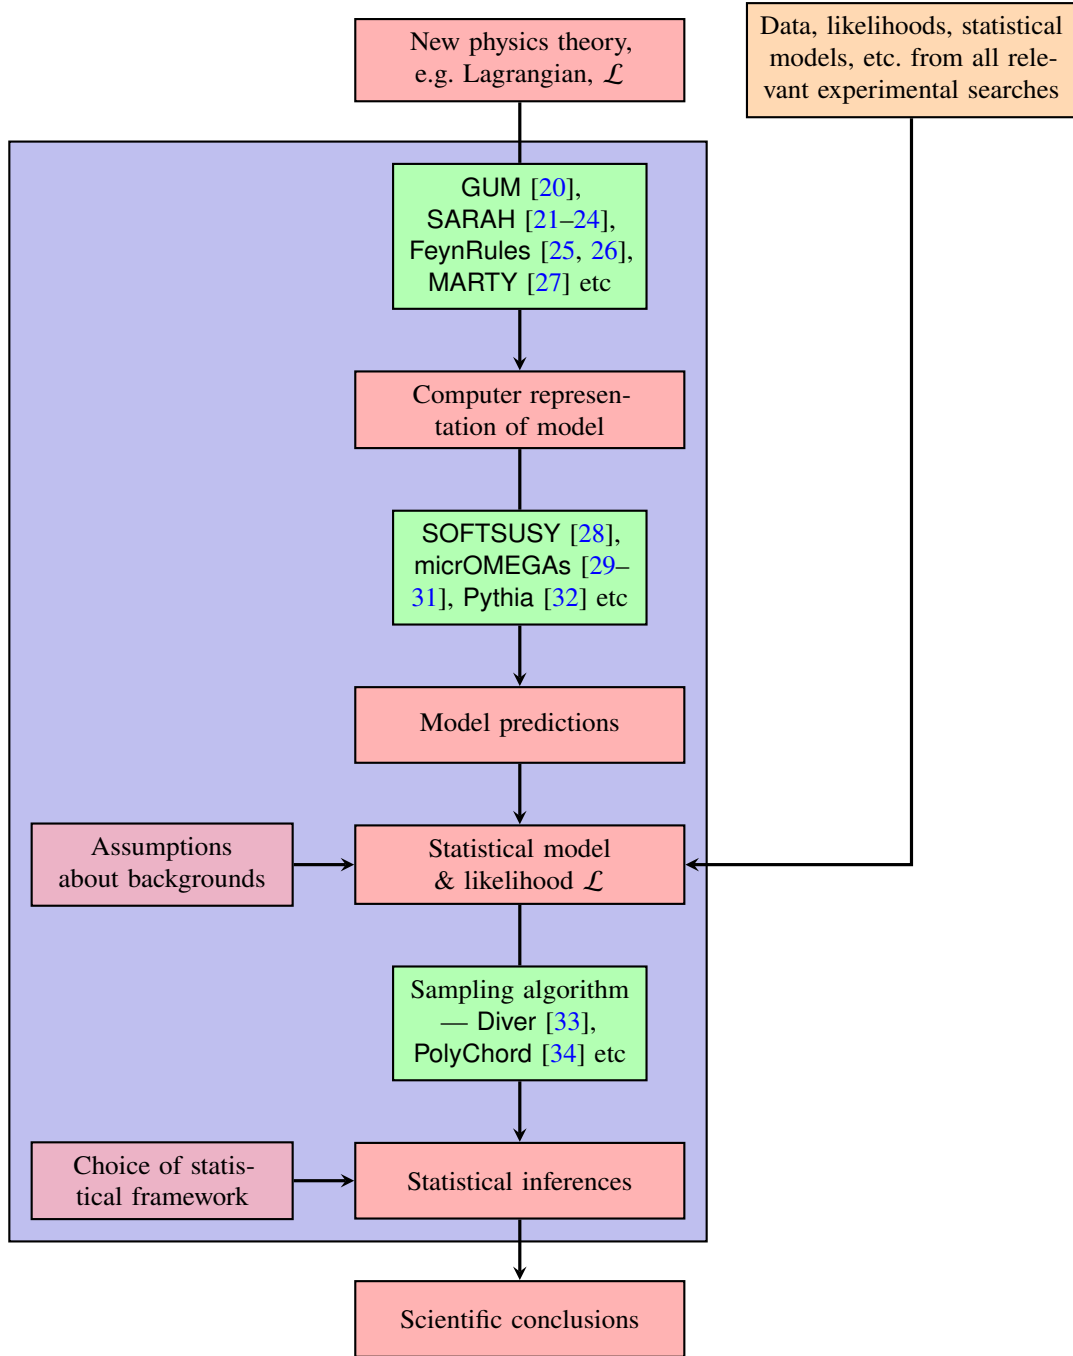 New physics theory,
e.g. Lagrangian, ℒ
Data, likelihoods, statistical
models, etc. from all rele-
vant experimental searches
GUM [20],
SARAH [21–24],
FeynRules [25, 26],
MARTY [27] etc
Computer represen-
tation of model
SOFTSUSY [28],
micrOMEGAs [29–
31], Pythia [32] etc
Model predictions
Assumptions
about backgrounds
Statistical model
& likelihood ℒ
Sampling algorithm
— Diver [33],
PolyChord [34] etc
Choice of statis-
tical framework
Statistical inferences
Scientific conclusions